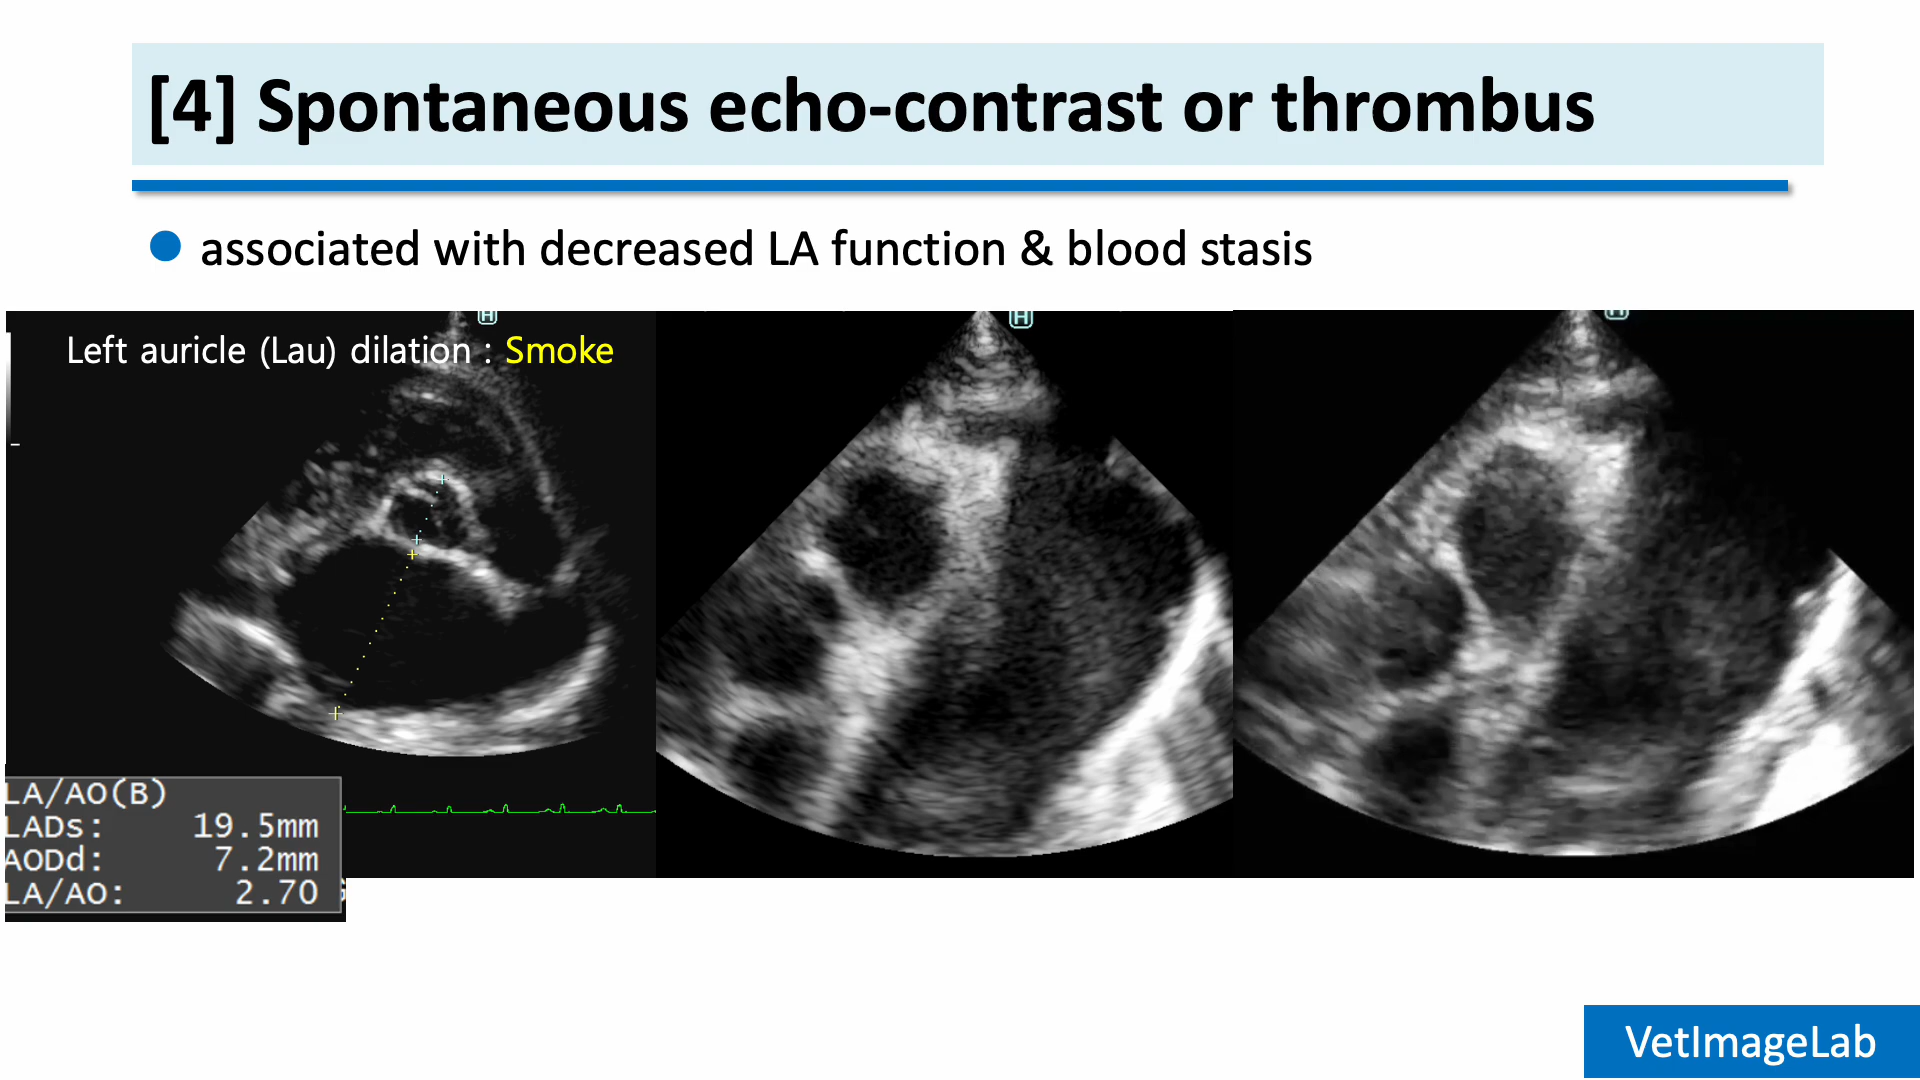 [4] Spontaneous echo-contrast or thrombus
associated with decreased LA function & blood stasis
H
H
H
Left auricle (Lau) dilation : Smoke
LA/AO(B)
LADs: 19.5mm
AODd: 7.2mm
LA/AO: 2.70
VetImageLab